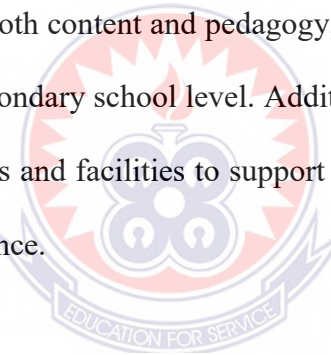 oth content and pedagogy
ondary school level. Addit
s and facilities to support
nce.
EDUCATION FOR SERVICE